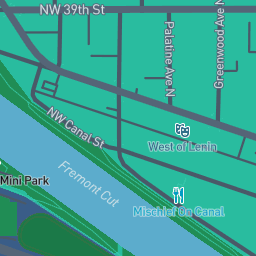 NW 39th St
Palatine Ave N
Greenwood Ave N
NW Canal St
West of Lenin
Fremont Cut
Mini Park
Mischief On Canal